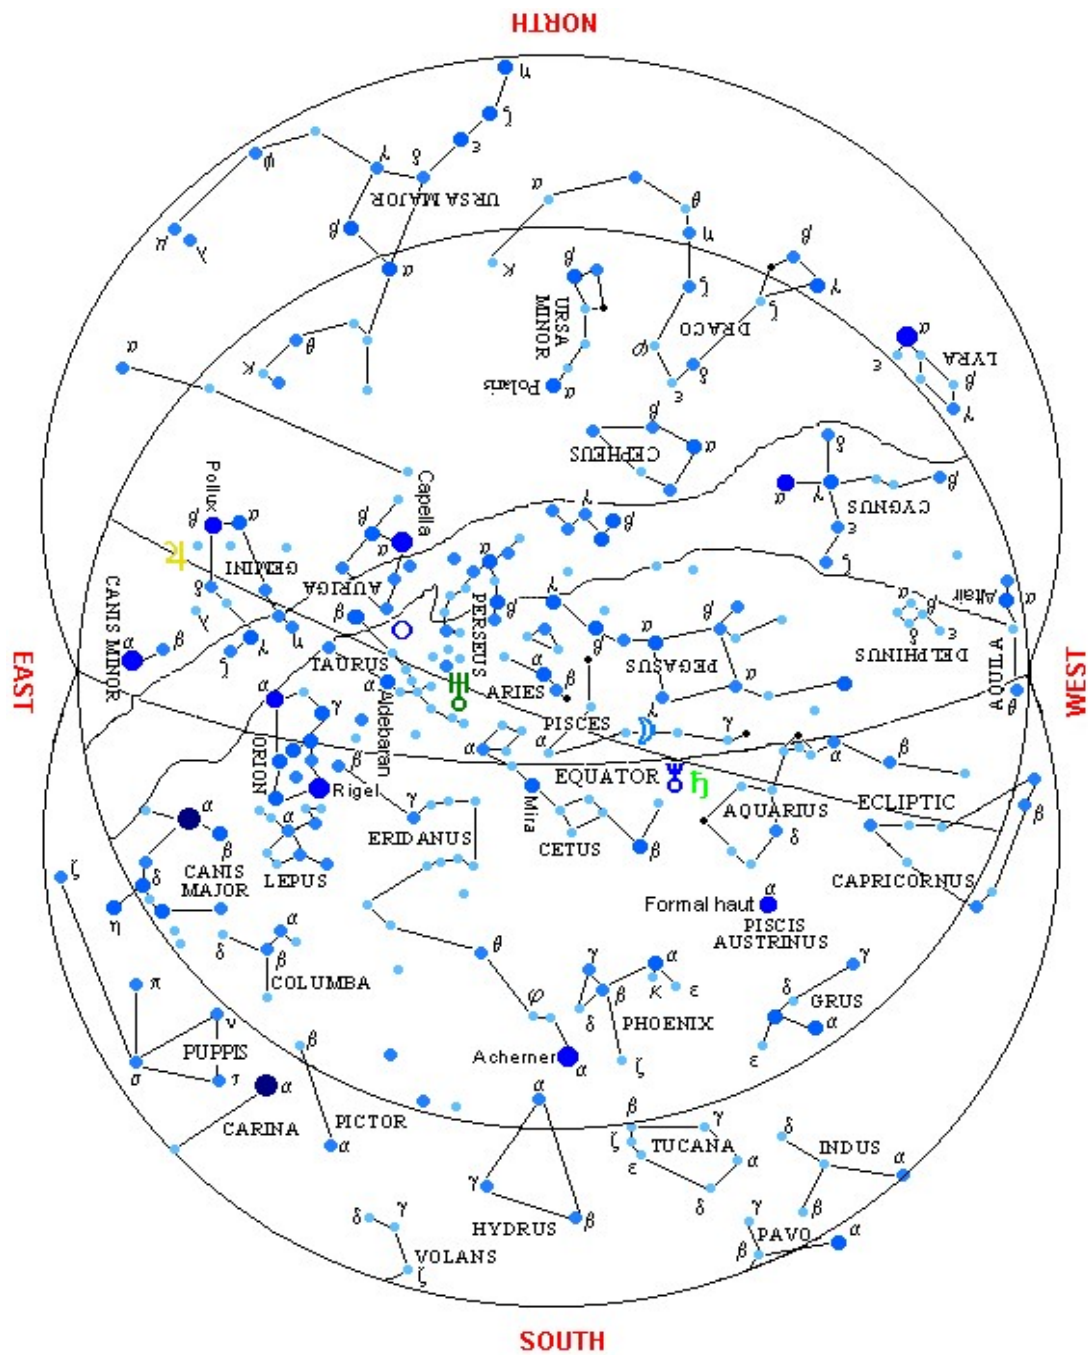 NORTH
η
ζ
ε
γ
δ
φ
URSA MAJOR
μ
λ
β
α
α
θ
η
κ
β
β
ζ
γ
URSA
MINOR
DRACO
ζ
α
α
θ
κ
φ
δ
ε
Polaris
α
ε
LYRA
β
γ
β
CEPHEUS
α
δ
Pollux
Capella
α
γ
β
CYGNUS
β
α
β
α
γ
β
ε
ζ
♃
GEMINI
δ
AURIGA
α
PERSEUS
β
γ
β
Altair
α
λ
β
β
δ
ε
DELPHINUS
CANIS MINOR
α
β
ζ
γ
η
TAURUS
PEGASUS
AQUILA
EAST
WEST
α
Aldebaran
ARIES
α
β
α
θ
α
γ
ORION
PISCES
γ
γ
α
α
α
β
β
EQUATOR
ECLIPTIC
♄
Rigel
γ
Mira
AQUARIUS
β
α
β
ERIDANUS
CETUS
β
δ
CANIS
MAJOR
LEPUS
CAPRICORNUS
ζ
δ
η
α
Formal haut
PISCIS
AUSTRINUS
α
δ
β
COLUMBA
θ
γ
α
β
κ
ε
γ
δ
GRUS
π
ν
PUPPIS
σ
τ
β
φ
δ
PHOENIX
α
Acherner
α
ζ
ε
α
CARINA
PICTOR
α
α
β
γ
ζ
TUCANA
ε
α
δ
δ
INDUS
α
γ
HYDRUS
β
β
δ
γ
VOLANS
ζ
γ
PAVO
α
β
SOUTH